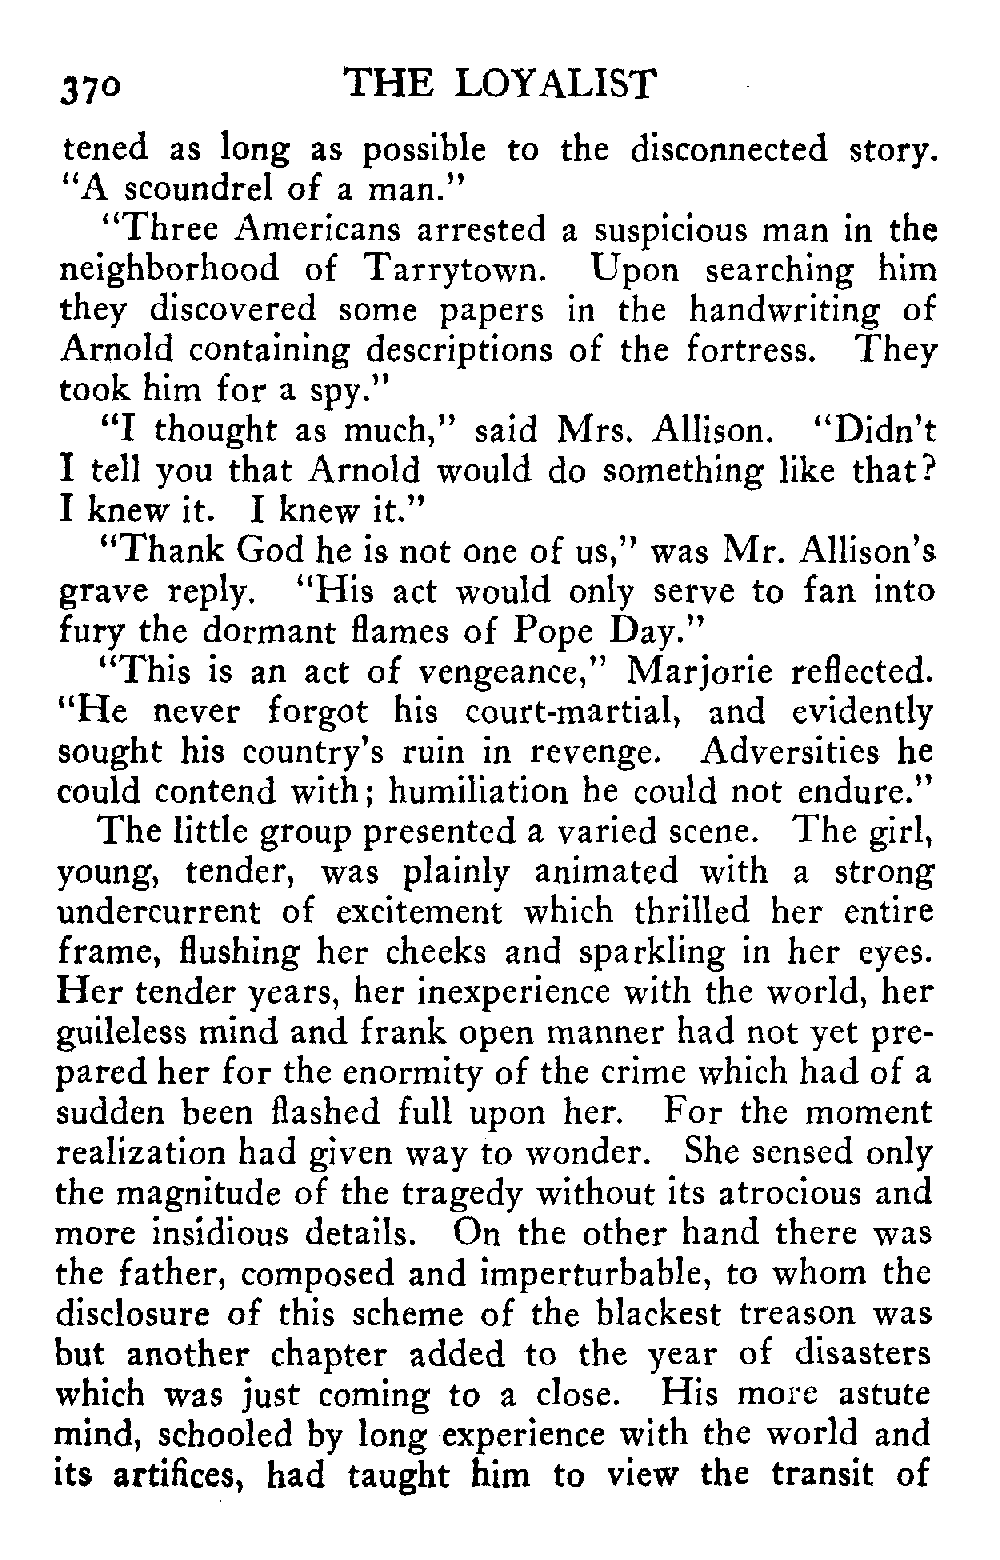 370 THE LOYALIST
tened as long as possible to the disconnected story.
"A scoundrel of a man."
"Three Americans arrested a suspicious man in the
neighborhood of Tarrytown. Upon searching him
they discovered some papers in the handwriting of
Arnold containing descriptions of the fortress. They
took him for a spy."
"I thought as much," said Mrs. Allison. "Didn't
I tell you that Arnold would do something like that?
I knew it. I knew it."
"Thank God he is not one of us," was Mr. Allison's
grave reply. "His act would only serve to fan into
fury the dormant flames of Pope Day."
"This is an act of vengeance," Marjorie reflected.
"He never forgot his court-martial, and evidently
sought his country's ruin in revenge. Adversities he
could contend with; humiliation he could not endure."
The little group presented a varied scene. The girl,
young, tender, was plainly animated with a strong
undercurrent of excitement which thrilled her entire
frame, flushing her cheeks and sparkling in her eyes.
Her tender years, her inexperience with the world, her
guileless mind and frank open manner had not yet pre-
pared her for the enormity of the crime which had of a
sudden been flashed full upon her. For the moment
realization had given way to wonder. She sensed only
the magnitude of the tragedy without its atrocious and
more insidious details. On the other hand there was
the father, composed and imperturbable, to whom the
disclosure of this scheme of the blackest treason was
but another chapter added to the year of disasters
which was just coming to a close. His more astute
mind, schooled by long experience with the world and
its artifices, had taught him to view the transit of